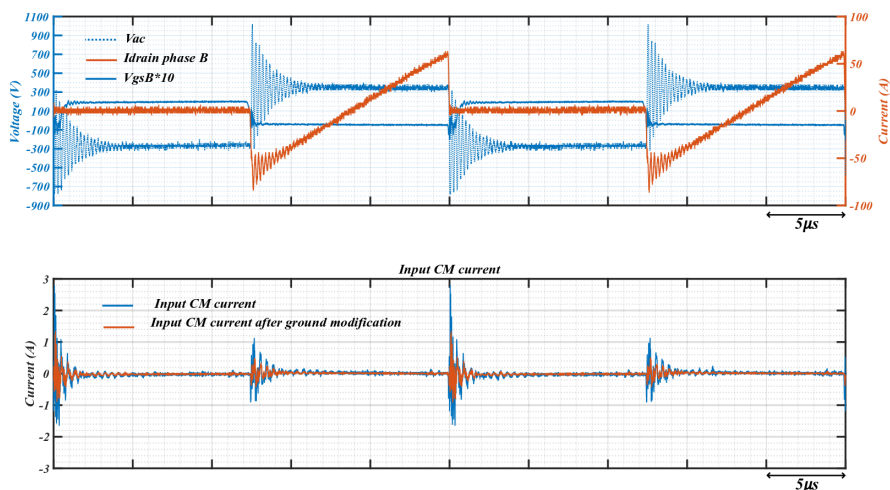 1100
900
700
500
300
100
-100
-300
-500
-700
-900
Voltage (V)
Vac
Idrain phase B
VgsB*10
100
50
0
-50
-100
Current (A)
5μs
Input CM current
3
2
1
0
-1
-2
-3
Current (A)
Input CM current
Input CM current after ground modification
5μs